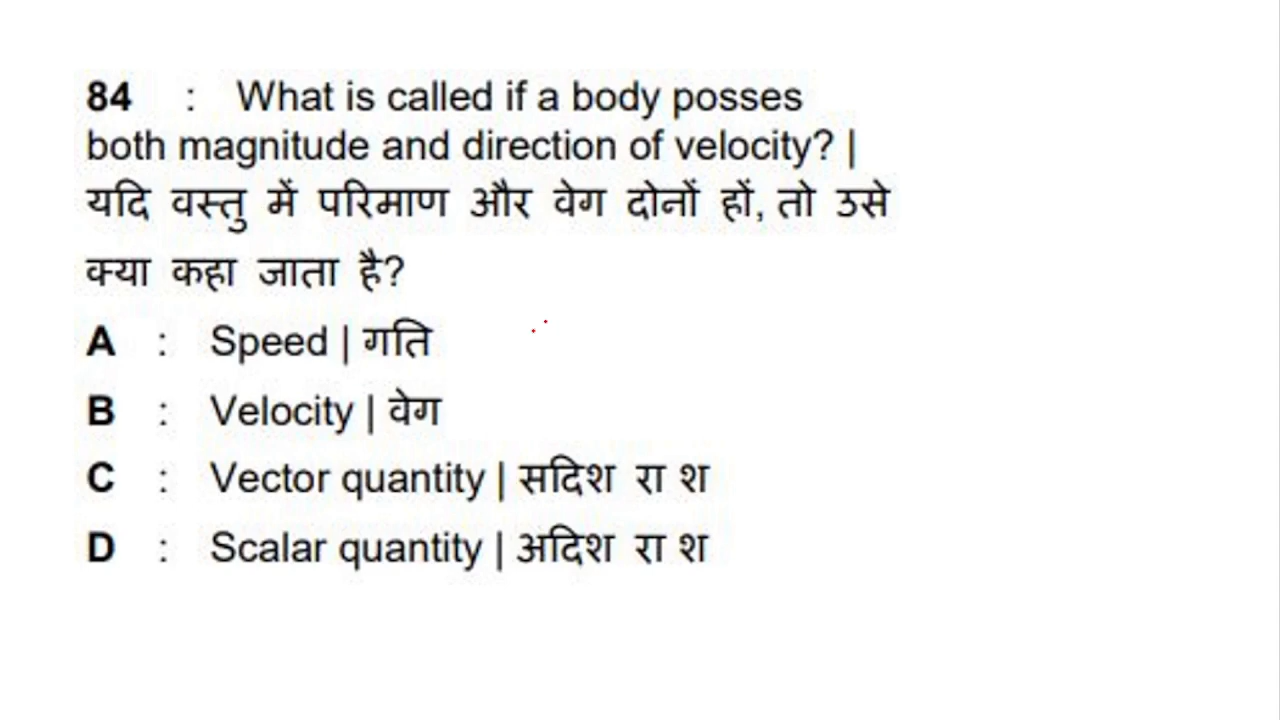 84 : What is called if a body posses
both magnitude and direction of velocity? |
यदि वस्तु में परिमाण और वेग दोनों हों, तो उसे
क्या कहा जाता है?
A : Speed | गति
B : Velocity | वेग
C : Vector quantity | सदिश रा श
D : Scalar quantity | अदिश रा श